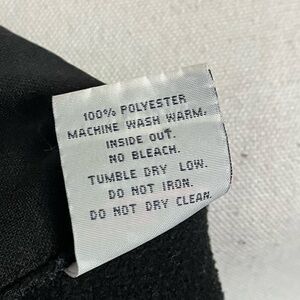 100% POLYESTER
MACHINE WASH WARM.
INSIDE OUT.
NO BLEACH.
TUMBLE DRY LOW.
DO NOT IRON.
DO NOT DRY CLEAN.